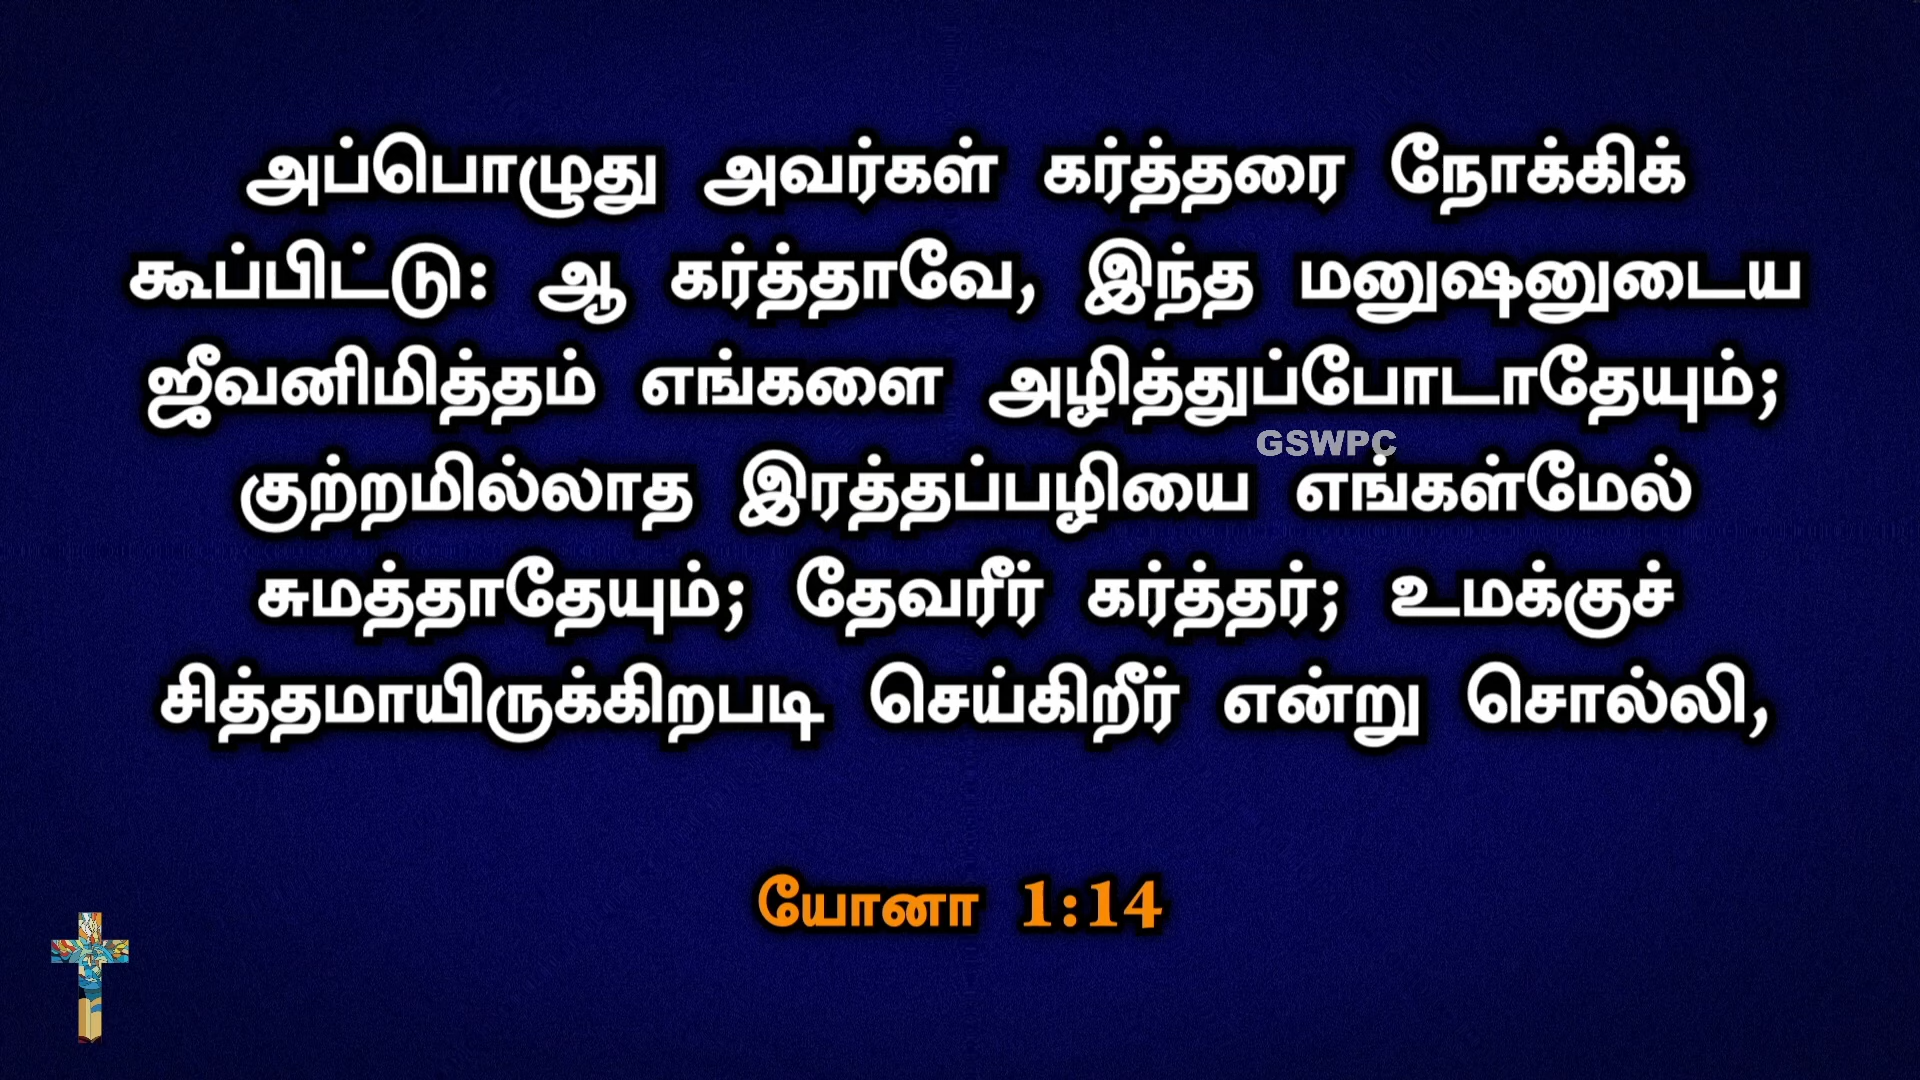 அப்பொழுது அவர்கள் கர்த்தரை நோக்கிக்
கூப்பிட்டு: ஆ கர்த்தாவே, இந்த மனுஷனுடைய
ஜீவனிமித்தம் எங்களை அழித்துப்போடாதேயும்;
GSWPC
குற்றமில்லாத இரத்தப்பழியை எங்கள்மேல்
சுமத்தாதேயும்; தேவரீர் கர்த்தர்; உமக்குச்
சித்தமாயிருக்கிறபடி செய்கிறீர் என்று சொல்லி,
யோனா 1:14